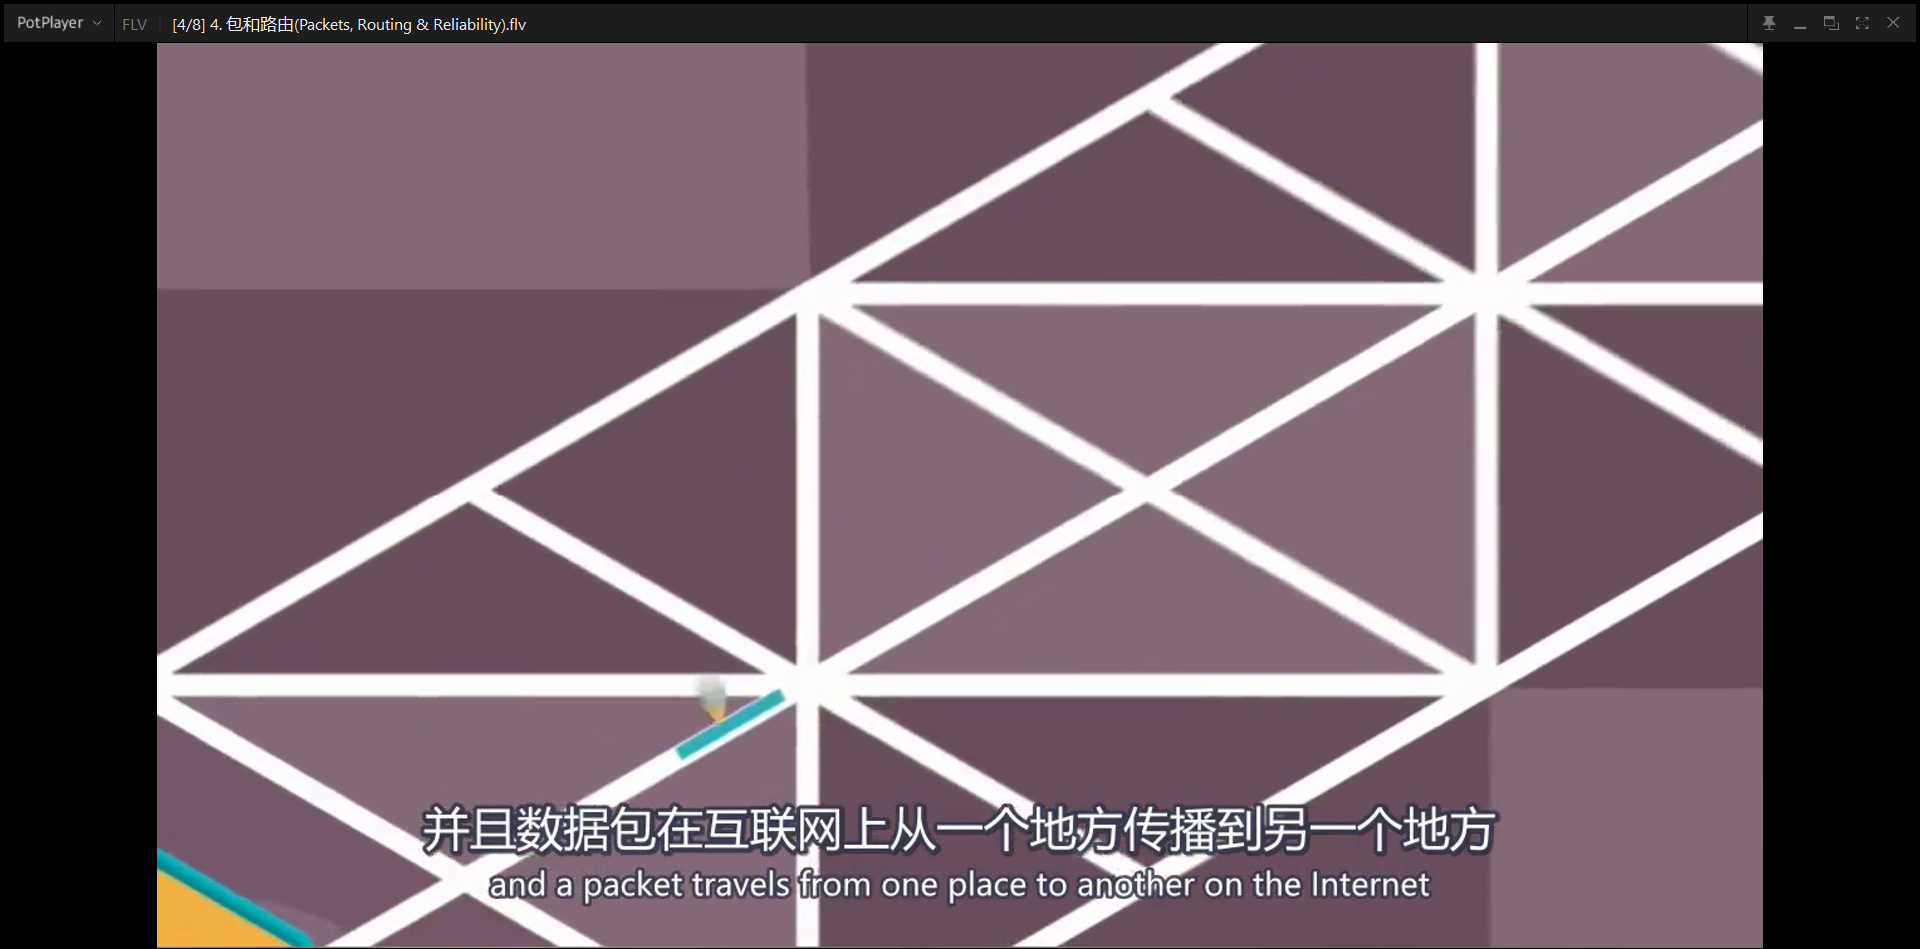 PotPlayer
FLV
[4/8] 4. 包和路由(Packets, Routing & Reliability).flv
并且数据包在互联网上从一个地方传播到另一个地方
and a packet travels from one place to another on the Internet